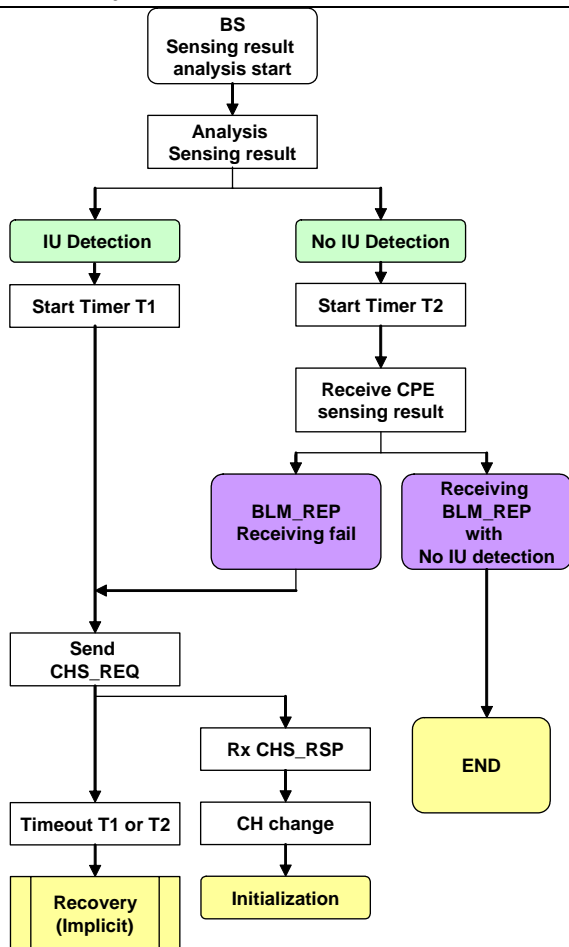 BS
Sensing result
analysis start
Analysis
Sensing result
IU Detection
No IU Detection
Start Timer T1
Start Timer T2
Receive CPE
sensing result
BLM_REP
Receiving fail
Receiving
BLM_REP
with
No IU detection
Send
CHS_REQ
Rx CHS_RSP
END
Timeout T1 or T2
CH change
Recovery
(Implicit)
Initialization